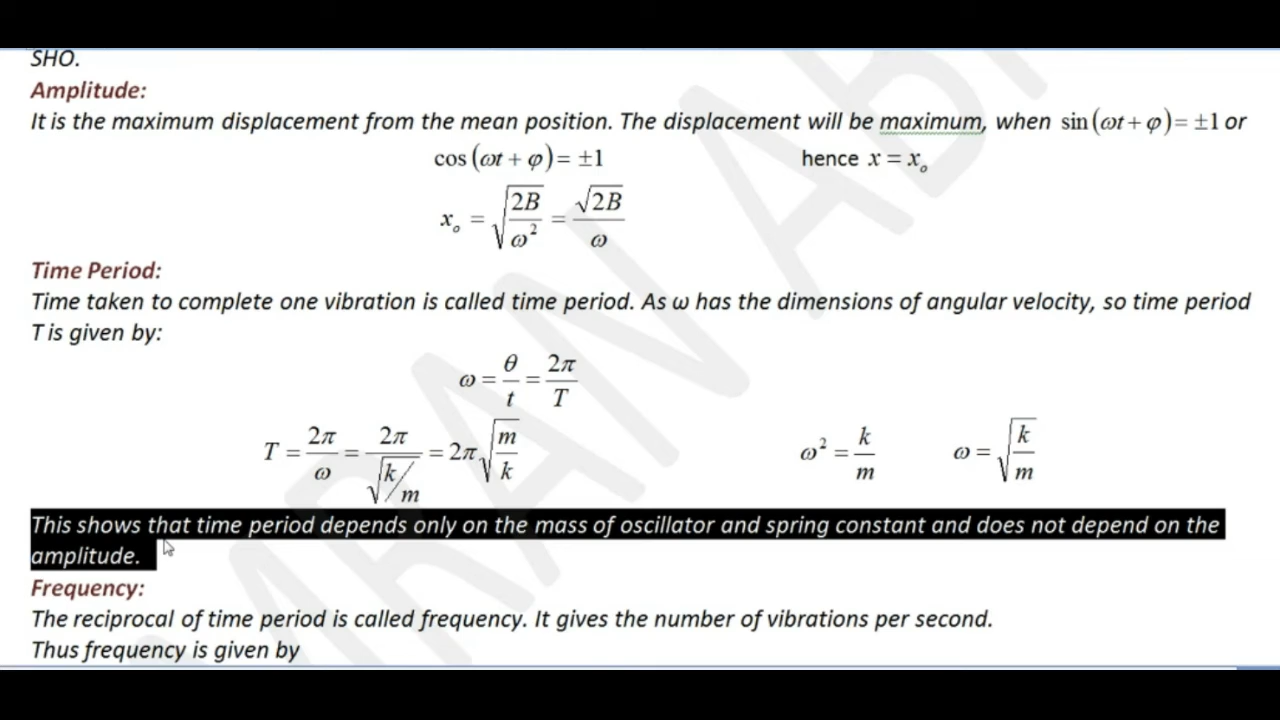 SHO.
Amplitude:
It is the maximum displacement from the mean position. The displacement will be maximum, when sin(ωt+φ)=±1 or
cos(ωt+φ)=±1 hence x = x₀
x₀ = √(2B/ω²) = √2B/ω
Time Period:
Time taken to complete one vibration is called time period. As ω has the dimensions of angular velocity, so time period
T is given by:
ω = θ/t = 2π/T
T = 2π/ω = 2π/√(k/m) = 2π√(m/k) ω² = k/m ω = √(k/m)
This shows that time period depends only on the mass of oscillator and spring constant and does not depend on the
amplitude.
Frequency:
The reciprocal of time period is called frequency. It gives the number of vibrations per second.
Thus frequency is given by